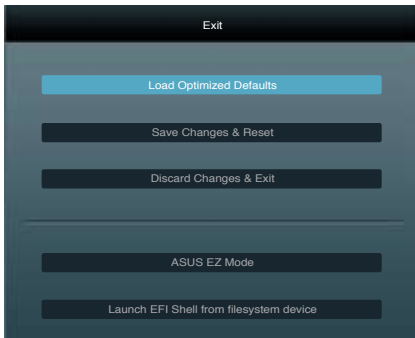 Exit
Load Optimized Defaults
Save Changes & Reset
Discard Changes & Exit
ASUS EZ Mode
Launch EFI Shell from filesystem device